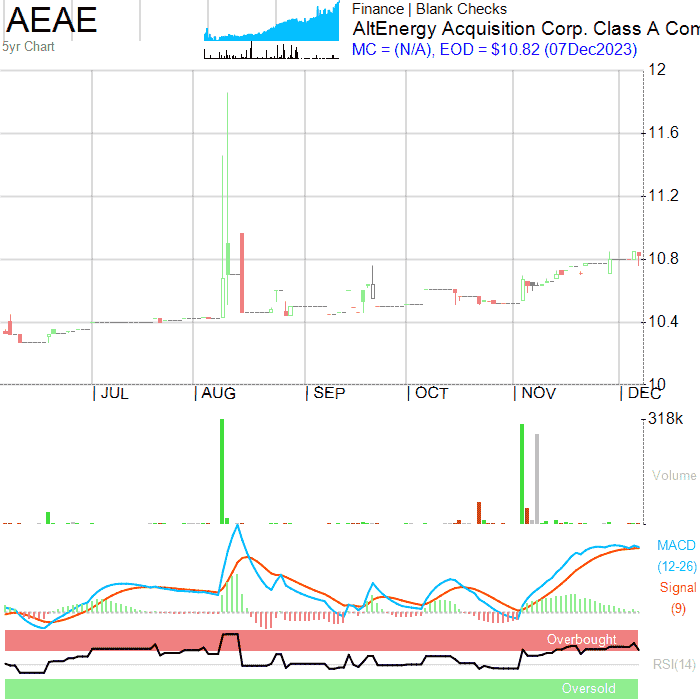 AEAE
5yr Chart
Finance | Blank Checks
AltEnergy Acquisition Corp. Class A Com
MC = (N/A), EOD = $10.82 (07Dec2023)
12
11.6
11.2
10.8
10.4
10
JUL
AUG
SEP
OCT
NOV
DEC
318k
Volume
MACD
(12-26)
Signal
(9)
Overbought
RSI(14)
Oversold